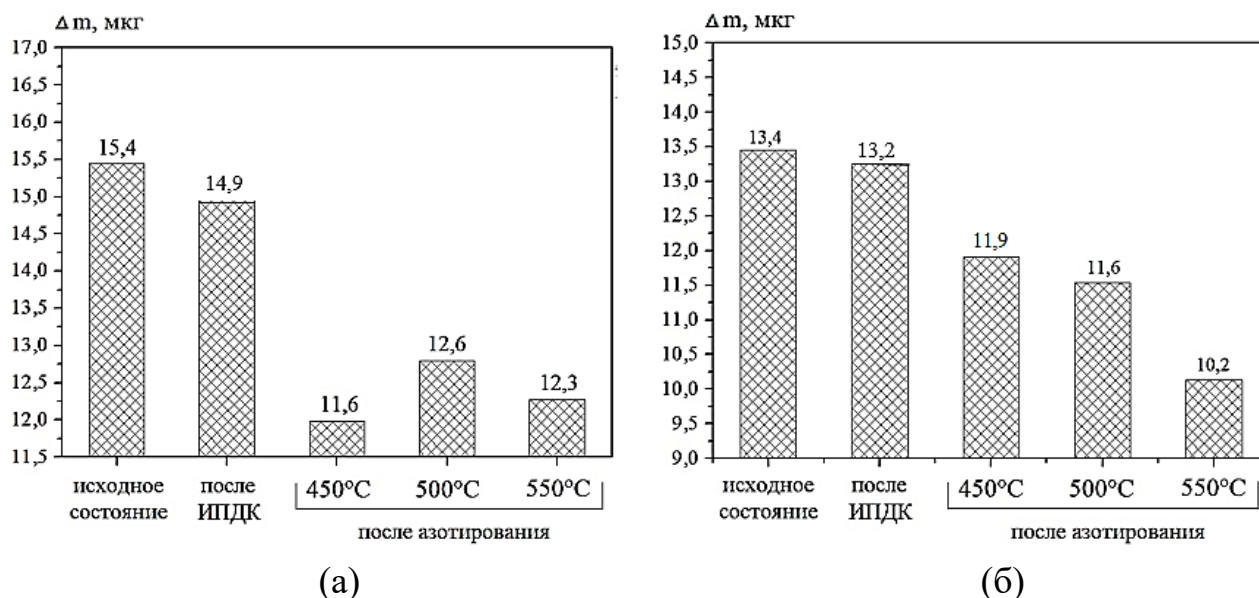 Δ m, мкг
17,0
16,5
16,0
15,5
15,0
14,5
14,0
13,5
13,0
12,5
12,0
11,5
15,4
14,9
11,6
12,6
12,3
исходное
состояние
после
ИПДК
450°C 500°C 550°C
после азотирования
(а)
Δ m, мкг
15,0
14,5
14,0
13,5
13,0
12,5
12,0
11,5
11,0
10,5
10,0
9,5
9,0
13,4
13,2
11,9
11,6
10,2
исходное
состояние
после
ИПДК
450°C 500°C 550°C
после азотирования
(б)